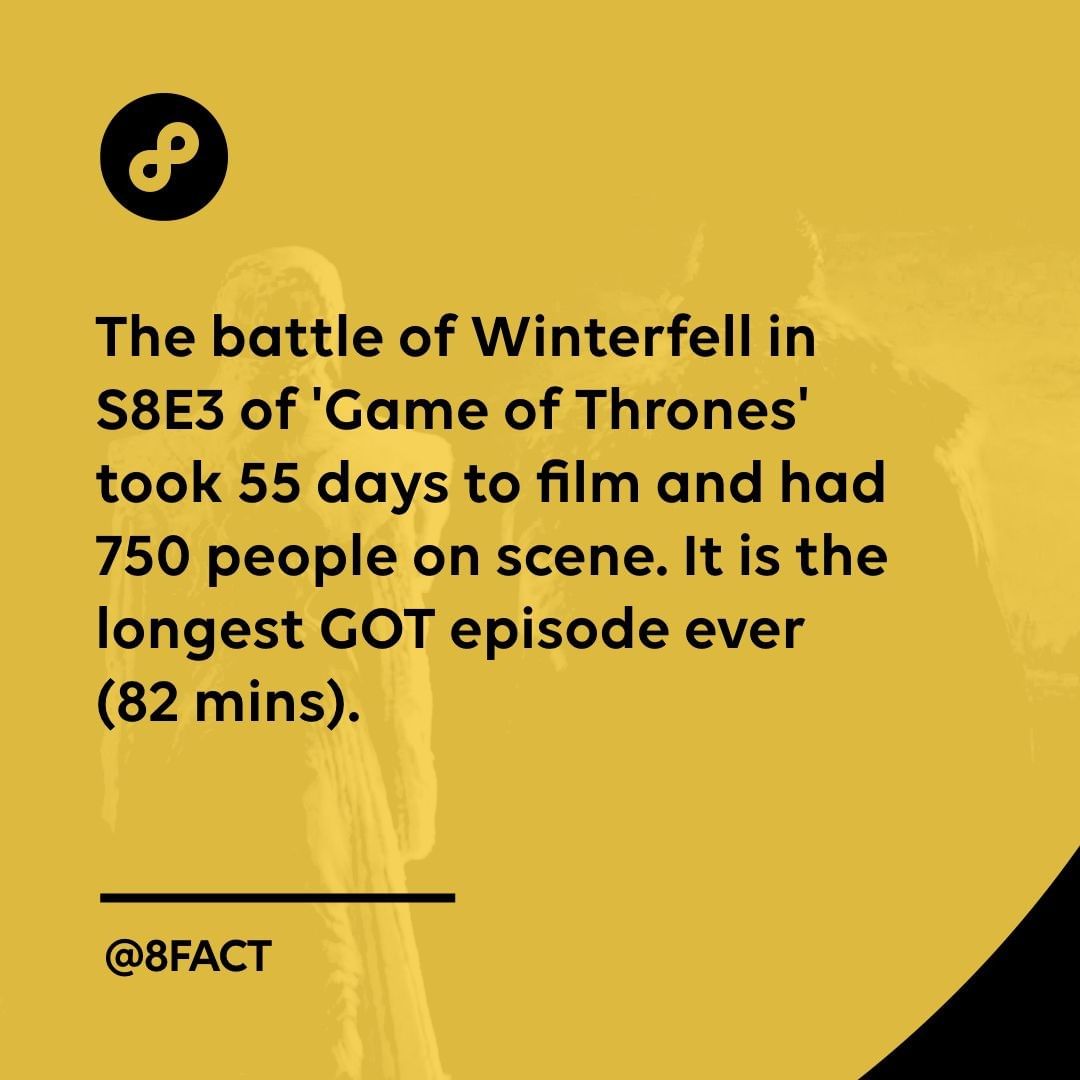 The battle of Winterfell in
S8E3 of 'Game of Thrones'
took 55 days to film and had
750 people on scene. It is the
longest GOT episode ever
(82 mins).
@8FACT